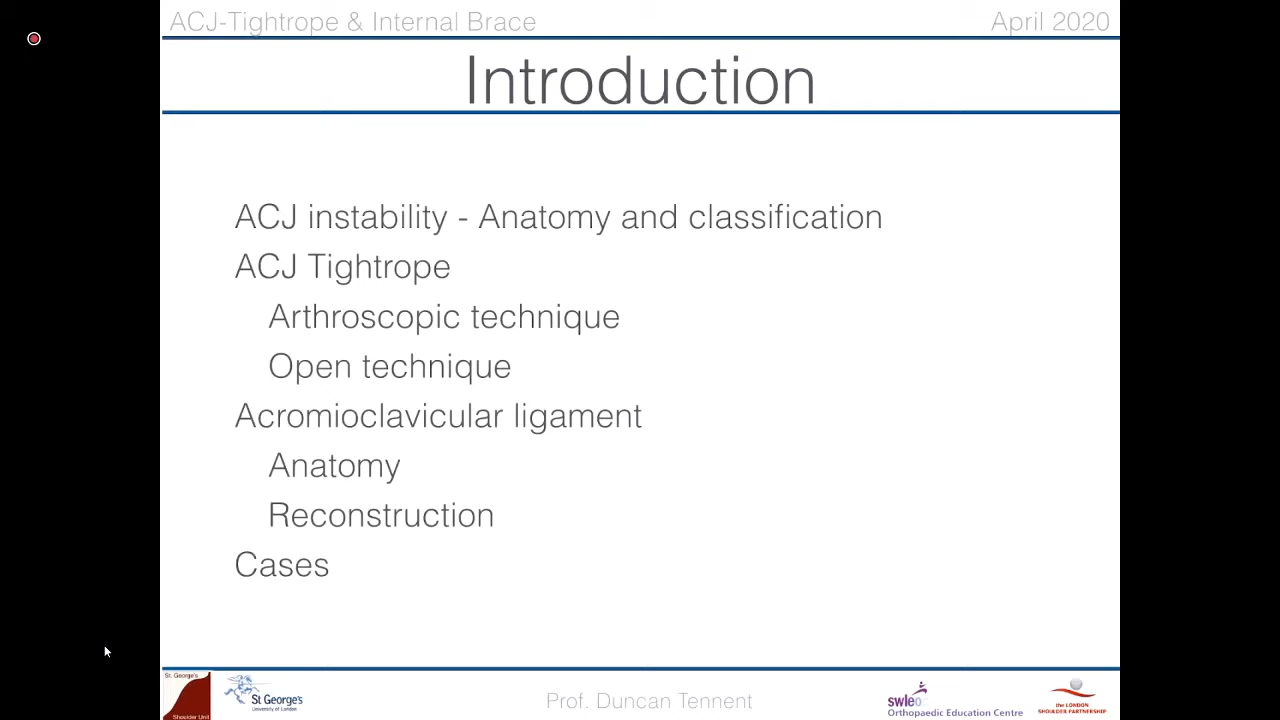 ACJ-Tightrope & Internal Brace
April 2020
Introduction
ACJ instability - Anatomy and classification
ACJ Tightrope
Arthroscopic technique
Open technique
Acromioclavicular ligament
Anatomy
Reconstruction
Cases
St. George's
Shoulder Unit
St George's
University of London
Prof. Duncan Tennent
swleo
Orthopaedic Education Centre
the LONDON
SHOULDER PARTNERSHIP